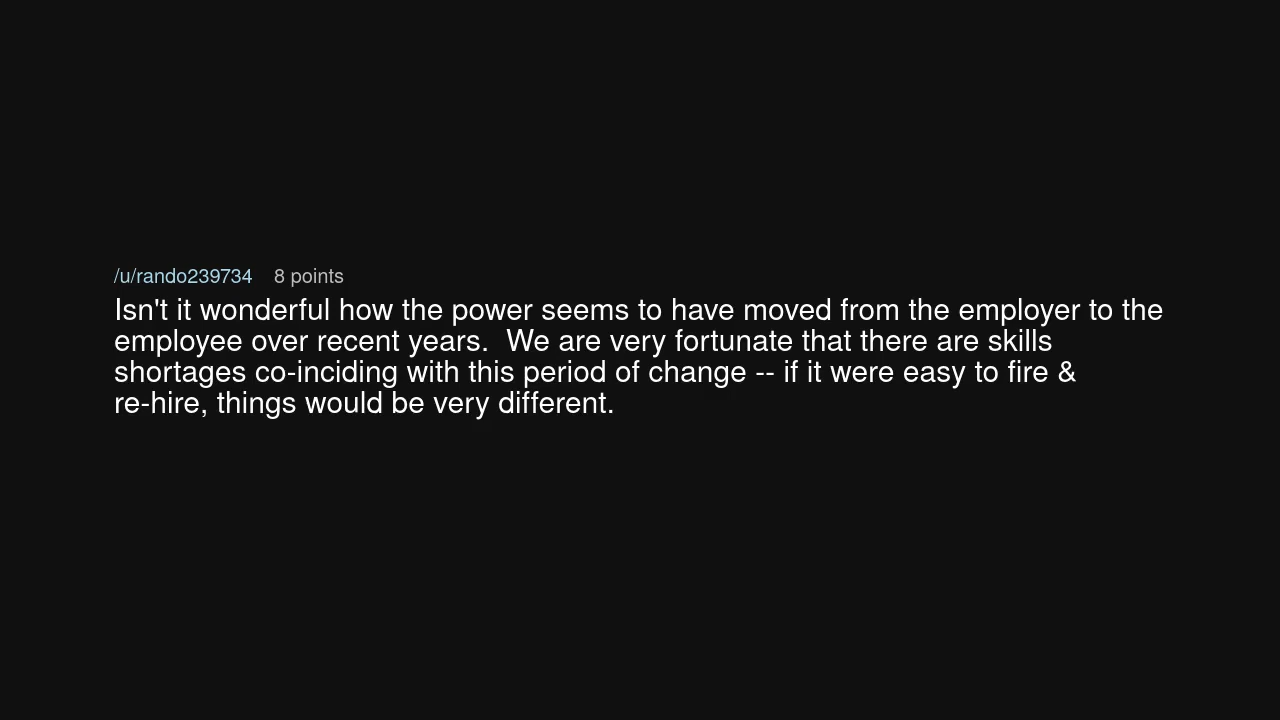 /u/rando239734 8 points
Isn't it wonderful how the power seems to have moved from the employer to the
employee over recent years.  We are very fortunate that there are skills
shortages co-inciding with this period of change -- if it were easy to fire &
re-hire, things would be very different.